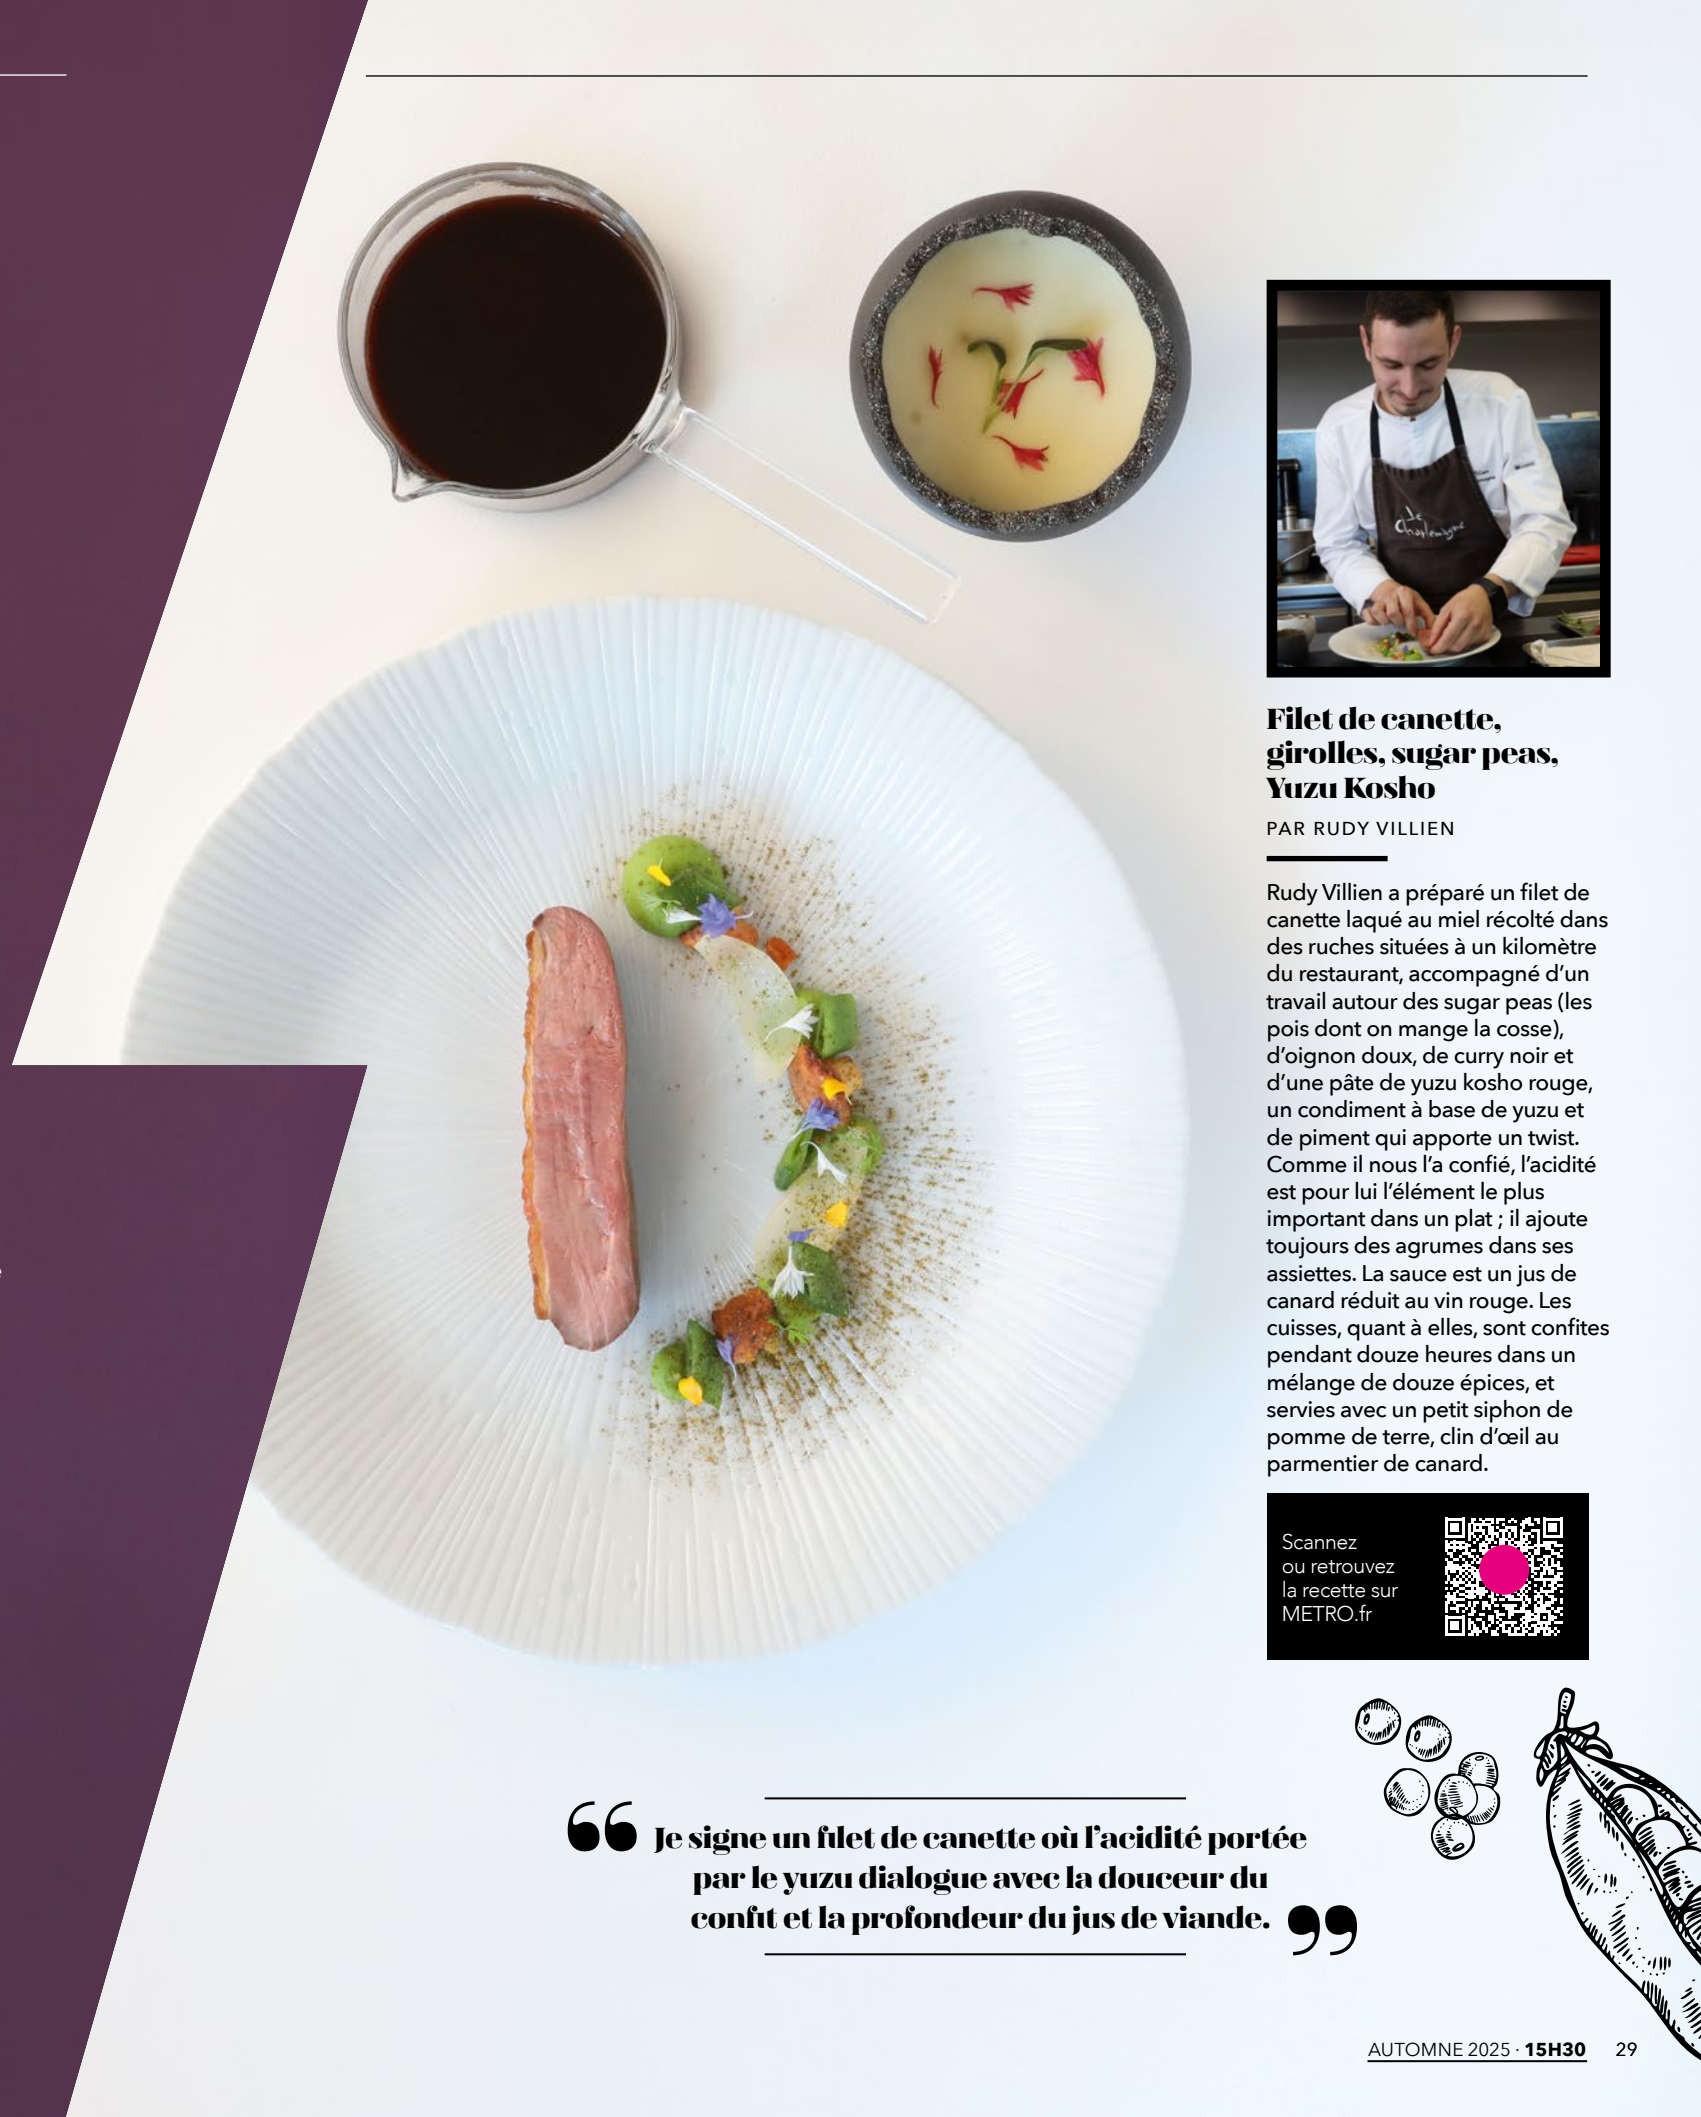 Le
Charlemagne
Filet de canette,
girolles, sugar peas,
Yuzu Kosho
PAR RUDY VILLIEN
Rudy Villien a préparé un filet de
canette laqué au miel récolté dans
des ruches situées à un kilomètre
du restaurant, accompagné d’un
travail autour des sugar peas (les
pois dont on mange la cosse),
d’oignon doux, de curry noir et
d’une pâte de yuzu kosho rouge,
un condiment à base de yuzu et
de piment qui apporte un twist.
Comme il nous l’a confié, l’acidité
est pour lui l’élément le plus
important dans un plat ; il ajoute
toujours des agrumes dans ses
assiettes. La sauce est un jus de
canard réduit au vin rouge. Les
cuisses, quant à elles, sont confites
pendant douze heures dans un
mélange de douze épices, et
servies avec un petit siphon de
pomme de terre, clin d’œil au
parmentier de canard.
Scannez
ou retrouvez
la recette sur
METRO.fr
“ Je signe un filet de canette où l’acidité portée
par le yuzu dialogue avec la douceur du
confit et la profondeur du jus de viande. ”
AUTOMNE 2025 · 15H30 29